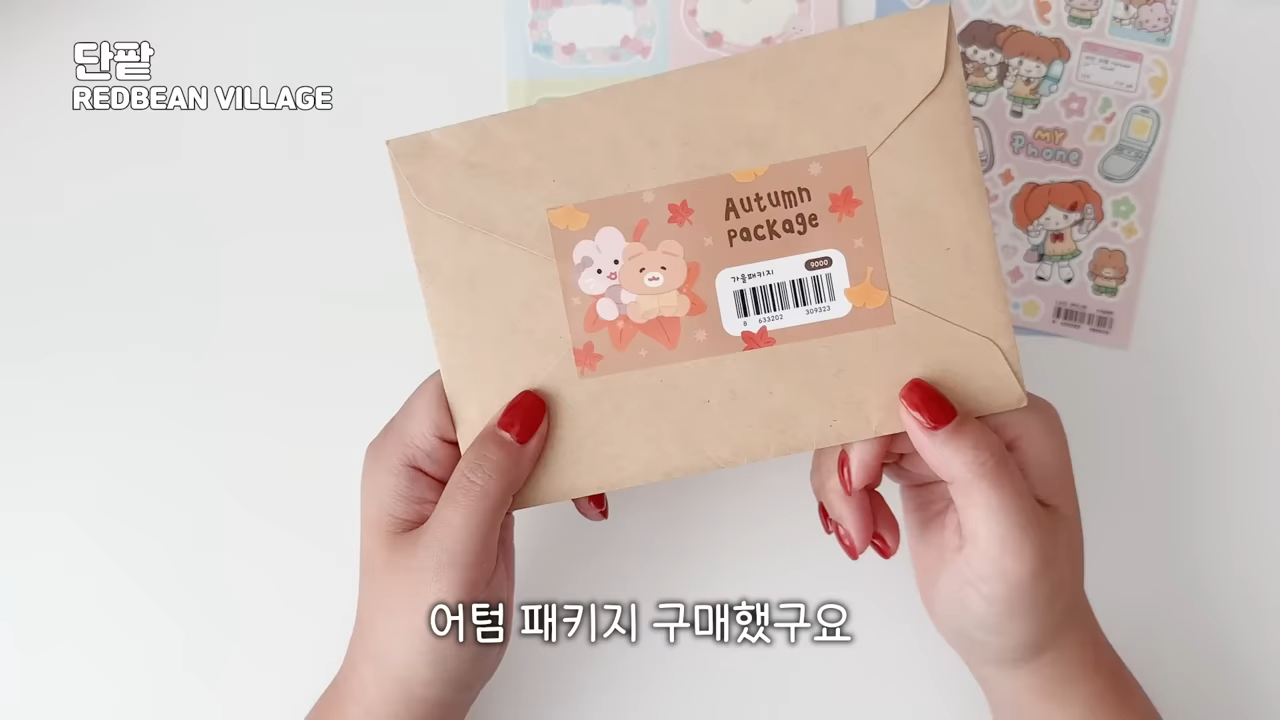 단팥
REDBEAN VILLAGE
Autumn
package
가을패키지
9000
8 633202 309323
MY
Phone
어텀 패키지 구매했구요